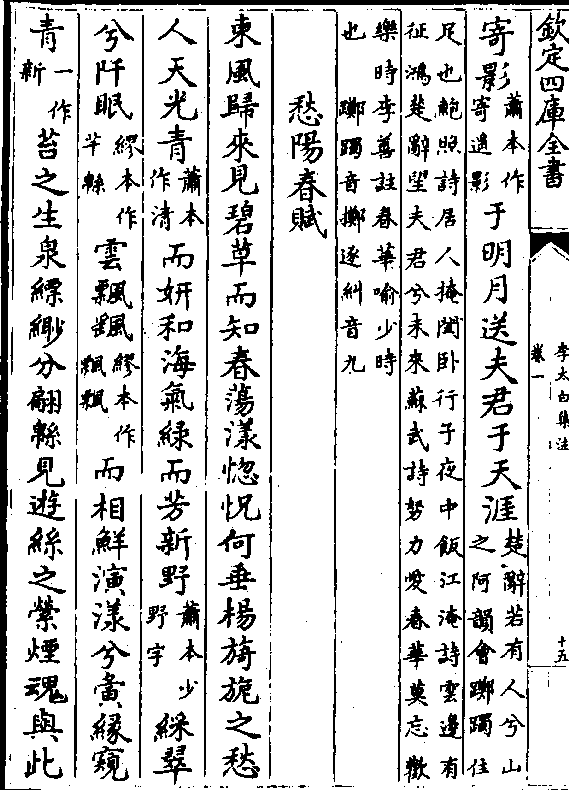 欽定四庫全書
李太白集注
卷一
十五
寄影蕭本作寄遥影于明月送夫君于天涯楚辭若有人兮山之阿韻會躑躅住
足也鮑照詩居人掩閨卧行子夜中飯江淹詩雲邊有
征鴻楚辭望夫君兮未來蘇武詩努力愛春華莫忘歡
樂時李善註春華喻少時
也 躑躅音擲逐糾音九
愁陽春賦
東風歸來見碧草而知春蕩漾惚怳何垂楊旖旎之愁
人天光青蕭本作清而妍和海氣緑而芳新野蕭本少野字綵翠
兮阡眠繆本作芊緜雲飄颻繆本作飄飄而相鮮演漾兮夤緣窺
青一作新苔之生泉縹緲兮翩緜見遊絲之縈煙魂與此